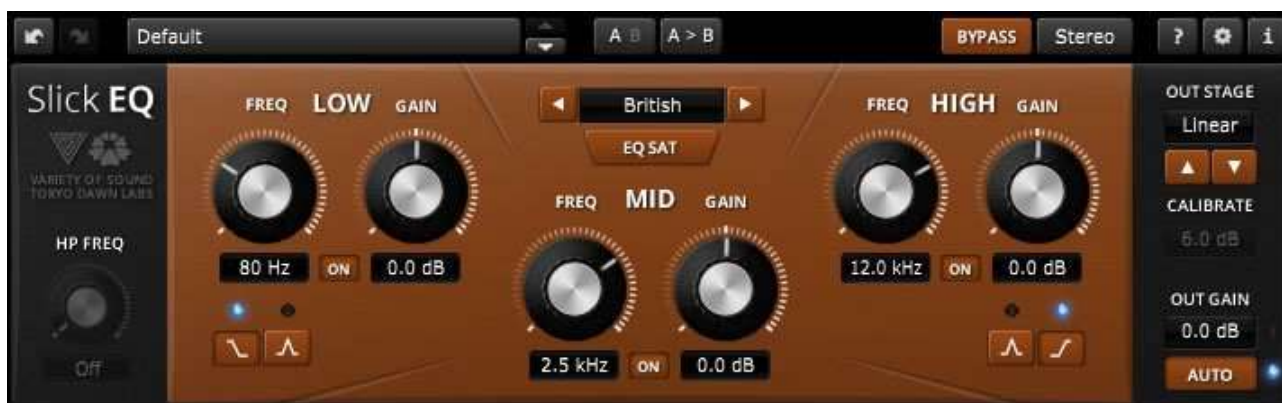 Default
A B
A > B
BYPASS
Stereo
?
i
Slick EQ
VARIETY OF SOUND
TOKYO DAWN LABS
HP FREQ
Off
FREQ LOW GAIN
80 Hz ON 0.0 dB
British
EQ SAT
FREQ MID GAIN
2.5 kHz ON 0.0 dB
FREQ HIGH GAIN
12.0 kHz ON 0.0 dB
OUT STAGE
Linear
CALIBRATE
6.0 dB
OUT GAIN
0.0 dB
AUTO